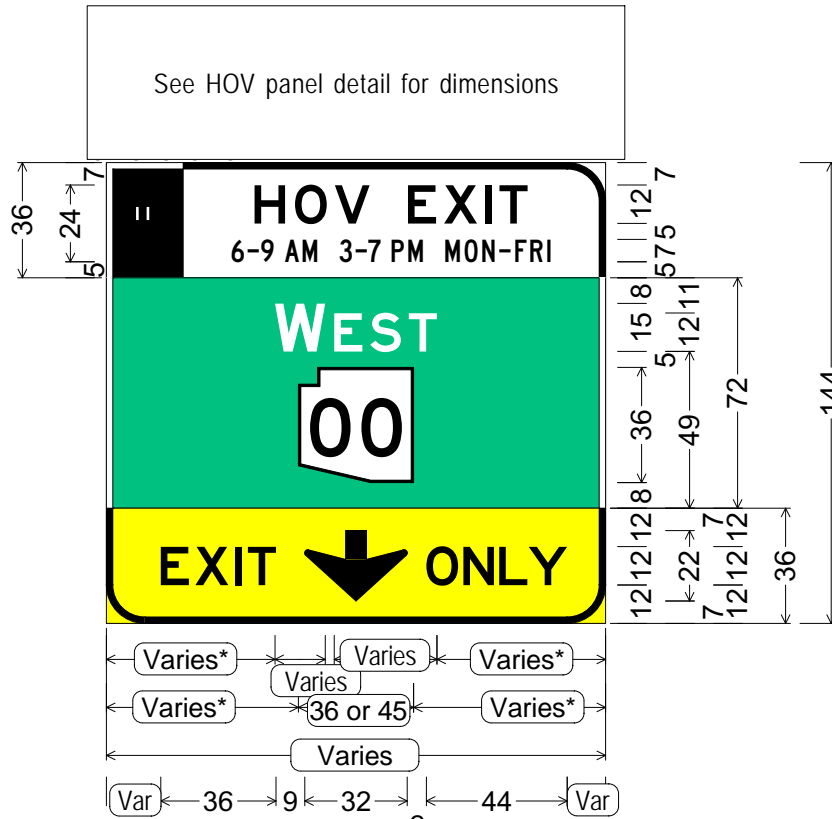 See HOV panel detail for dimensions
HOV EXIT
6-9 AM 3-7 PM MON-FRI
WEST
00
EXIT ONLY
36
7
24
5
7
12
5
7
5
8
15
36
8
11
12
5
49
72
144
12
12
12
22
7
12
12
12
7
36
Varies*
Varies
Varies
Varies*
Varies*
36 or 45
Varies*
Varies
Var
36
9
32
44
Var